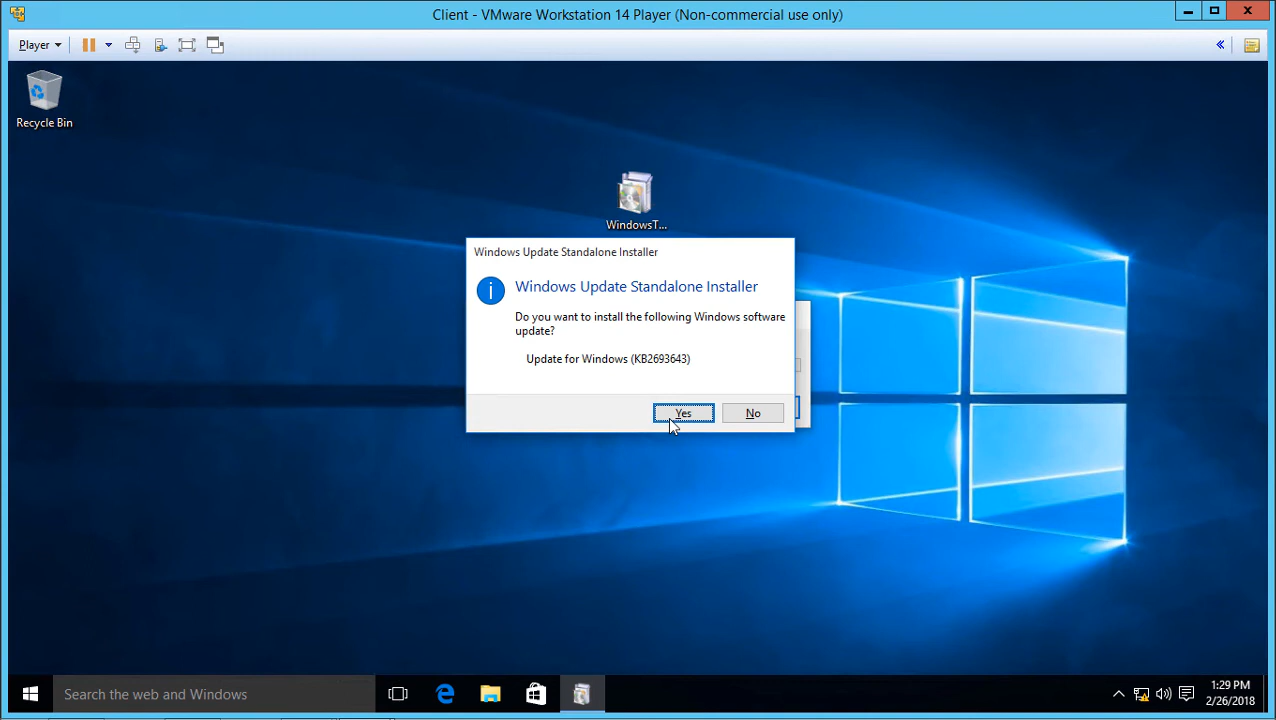 Client - VMware Workstation 14 Player (Non-commercial use only)
Player
Recycle Bin
WindowsT...
Windows Update Standalone Installer
Windows Update Standalone Installer
Do you want to install the following Windows software
update?
Update for Windows (KB2693643)
Yes
No
Search the web and Windows
1:29 PM
2/26/2018